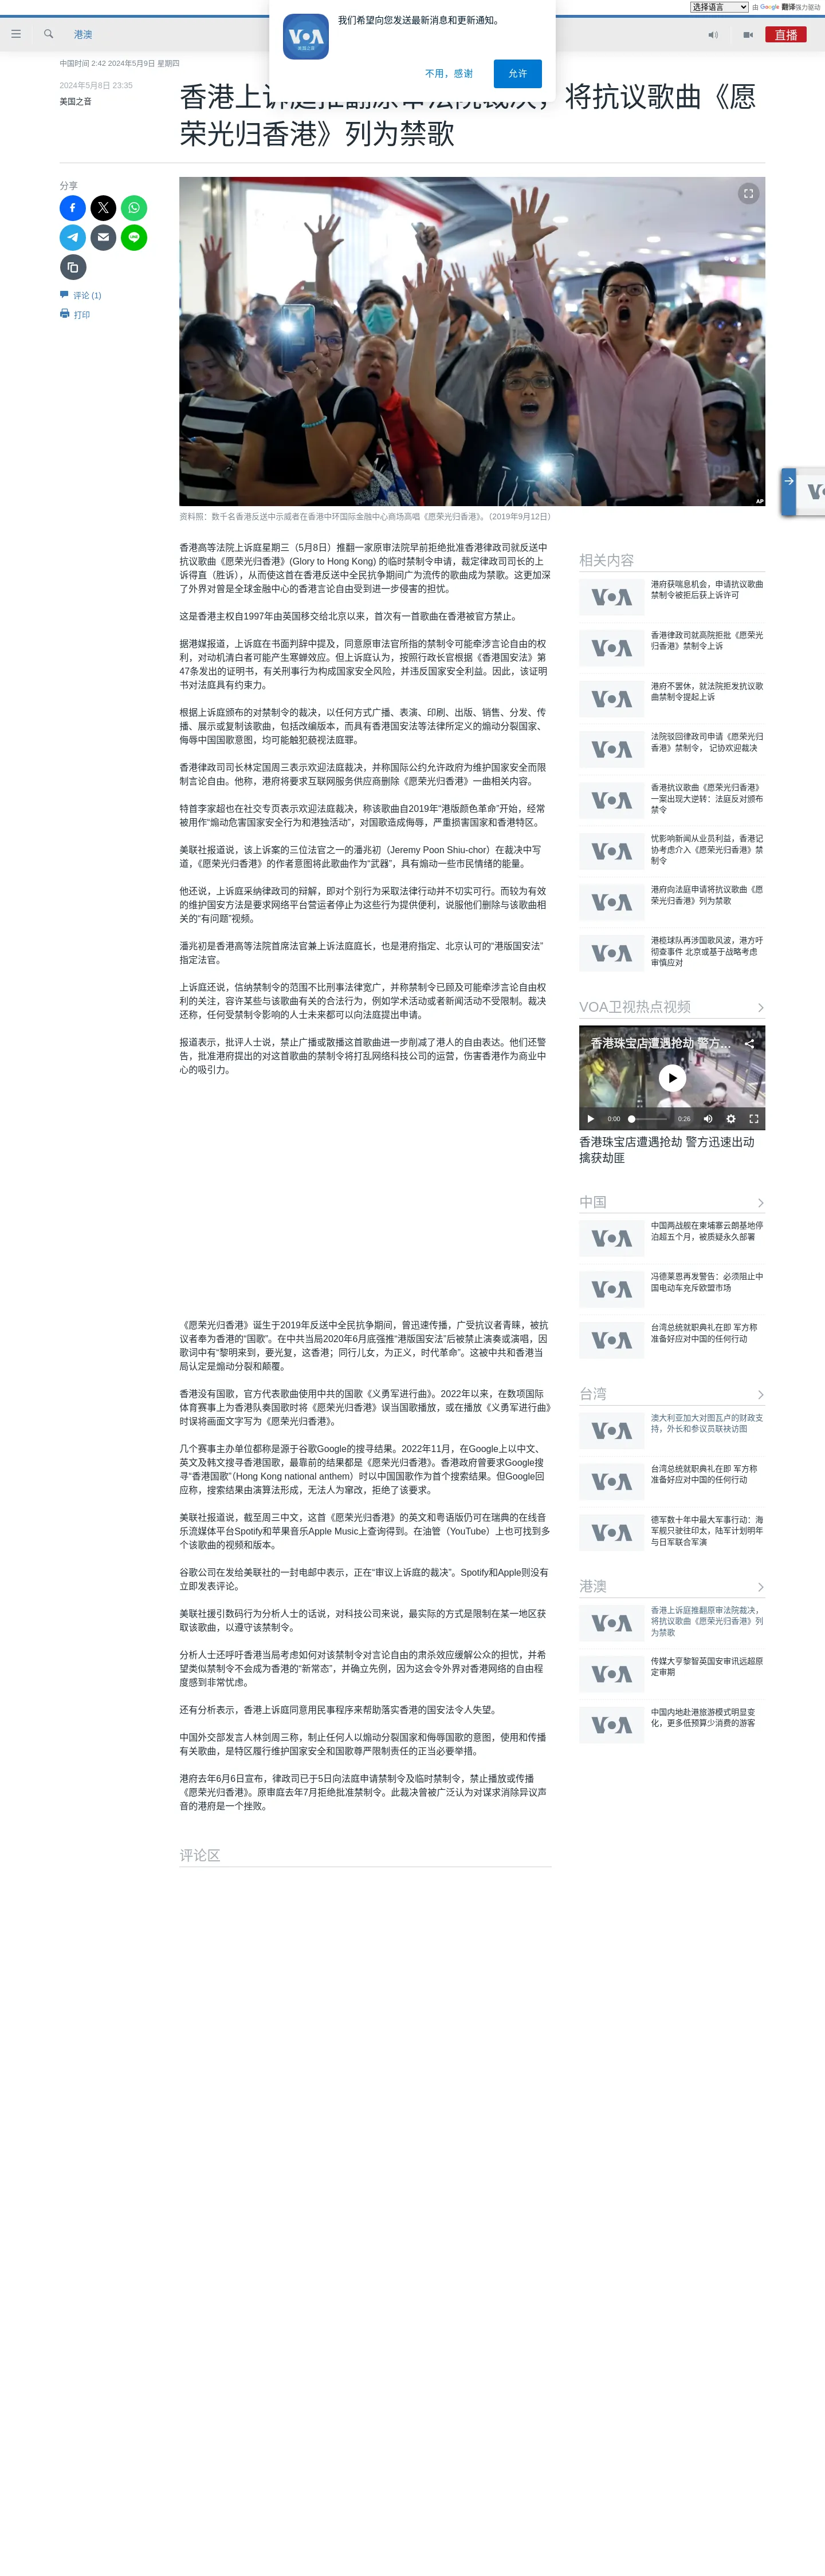 选择语言
由 Google 翻译强力驱动
我们希望向您发送最新消息和更新通知。
不用，感谢
允许
港澳
直播
中国时间 2:42 2024年5月9日 星期四
2024年5月8日 23:35
美国之音
将抗议歌曲《愿
荣光归香港》列为禁歌
分享
评论 (1)
打印
AP
资料照：数千名香港反送中示威者在香港中环国际金融中心商场高唱《愿荣光归香港》。（2019年9月12日）
香港高等法院上诉庭星期三（5月8日）推翻一家原审法院早前拒绝批准香港律政司就反送中
抗议歌曲《愿荣光归香港》(Glory to Hong Kong) 的临时禁制令申请，裁定律政司司长的上
诉得直（胜诉），从而使这首在香港反送中全民抗争期间广为流传的歌曲成为禁歌。这更加深
了外界对曾是全球金融中心的香港言论自由受到进一步侵害的担忧。
这是香港主权自1997年由英国移交给北京以来，首次有一首歌曲在香港被官方禁止。
据港媒报道，上诉庭在书面判辞中提及，同意原审法官所指的禁制令可能牵涉言论自由的权
利，对动机清白者可能产生寒蝉效应。但上诉庭认为，按照行政长官根据《香港国安法》第
47条发出的证明书，有关刑事行为构成国家安全风险，并违反国家安全利益。因此，该证明
书对法庭具有约束力。
根据上诉庭颁布的对禁制令的裁决，以任何方式广播、表演、印刷、出版、销售、分发、传
播、展示或复制该歌曲，包括改编版本，而具有香港国安法等法律所定义的煽动分裂国家、
侮辱中国国歌意图，均可能触犯藐视法庭罪。
香港律政司司长林定国周三表示欢迎法庭裁决，并称国际公约允许政府为维护国家安全而限
制言论自由。他称，港府将要求互联网服务供应商删除《愿荣光归香港》一曲相关内容。
特首李家超也在社交专页表示欢迎法庭裁决，称该歌曲自2019年“港版颜色革命”开始，经常
被用作“煽动危害国家安全行为和港独活动”，对国歌造成侮辱，严重损害国家和香港特区。
美联社报道说，该上诉案的三位法官之一的潘兆初（Jeremy Poon Shiu-chor）在裁决中写
道，《愿荣光归香港》的作者意图将此歌曲作为“武器”，具有煽动一些市民情绪的能量。
他还说，上诉庭采纳律政司的辩解，即对个别行为采取法律行动并不切实可行。而较为有效
的维护国安方法是要求网络平台营运者停止为这些行为提供便利，说服他们删除与该歌曲相
关的“有问题”视频。
潘兆初是香港高等法院首席法官兼上诉法庭庭长，也是港府指定、北京认可的“港版国安法”
指定法官。
上诉庭还说，信纳禁制令的范围不比刑事法律宽广，并称禁制令已顾及可能牵涉言论自由权
利的关注，容许某些与该歌曲有关的合法行为，例如学术活动或者新闻活动不受限制。裁决
还称，任何受禁制令影响的人士未来都可以向法庭提出申请。
报道表示，批评人士说，禁止广播或散播这首歌曲进一步削减了港人的自由表达。他们还警
告，批准港府提出的对这首歌曲的禁制令将打乱网络科技公司的运营，伤害香港作为商业中
心的吸引力。
《愿荣光归香港》诞生于2019年反送中全民抗争期间，曾迅速传播，广受抗议者青睐，被抗
议者奉为香港的“国歌”。在中共当局2020年6月底强推“港版国安法”后被禁止演奏或演唱，因
歌词中有“黎明来到，要光复，这香港；同行儿女，为正义，时代革命”。这被中共和香港当
局认定是煽动分裂和颠覆。
香港没有国歌，官方代表歌曲使用中共的国歌《义勇军进行曲》。2022年以来，在数项国际
体育赛事上为香港队奏国歌时将《愿荣光归香港》误当国歌播放，或在播放《义勇军进行曲》
时误将画面文字写为《愿荣光归香港》。
几个赛事主办单位都称是源于谷歌Google的搜寻结果。2022年11月，在Google上以中文、
英文及韩文搜寻香港国歌，最靠前的结果都是《愿荣光归香港》。香港政府曾要求Google搜
寻“香港国歌”（Hong Kong national anthem）时以中国国歌作为首个搜索结果。但Google回
应称，搜索结果由演算法形成，无法人为窜改，拒绝了该要求。
美联社报道说，截至周三中文，这首《愿荣光归香港》的英文和粤语版仍可在瑞典的在线音
乐流媒体平台Spotify和苹果音乐Apple Music上查询得到。在油管（YouTube）上也可找到多
个该歌曲的视频和版本。
谷歌公司在发给美联社的一封电邮中表示，正在“审议上诉庭的裁决”。Spotify和Apple则没有
立即发表评论。
美联社援引数码行为分析人士的话说，对科技公司来说，最实际的方式是限制在某一地区获
取该歌曲，以遵守该禁制令。
分析人士还呼吁香港当局考虑如何对该禁制令对言论自由的肃杀效应缓解公众的担忧，并希
望类似禁制令不会成为香港的“新常态”，并确立先例，因为这会令外界对香港网络的自由程
度感到非常忧虑。
还有分析表示，香港上诉庭同意用民事程序来帮助落实香港的国安法令人失望。
中国外交部发言人林剑周三称，制止任何人以煽动分裂国家和侮辱国歌的意图，使用和传播
有关歌曲，是特区履行维护国家安全和国歌尊严限制责任的正当必要举措。
港府去年6月6日宣布，律政司已于5日向法庭申请禁制令及临时禁制令，禁止播放或传播
《愿荣光归香港》。原审庭去年7月拒绝批准禁制令。此裁决曾被广泛认为对谋求消除异议声
音的港府是一个挫败。
评论区
相关内容
港府获喘息机会，申请抗议歌曲
禁制令被拒后获上诉许可
香港律政司就高院拒批《愿荣光
归香港》禁制令上诉
港府不罢休，就法院拒发抗议歌
曲禁制令提起上诉
法院驳回律政司申请《愿荣光归
香港》禁制令， 记协欢迎裁决
香港抗议歌曲《愿荣光归香港》
一案出现大逆转：法庭反对颁布
禁令
忧影响新闻从业员利益，香港记
协考虑介入《愿荣光归香港》禁
制令
港府向法庭申请将抗议歌曲《愿
荣光归香港》列为禁歌
港榄球队再涉国歌风波，港方吁
彻查事件 北京或基于战略考虑
审慎应对
VOA卫视热点视频
香港珠宝店遭遇抢劫 警方...
0:00
0:26
香港珠宝店遭遇抢劫 警方迅速出动
擒获劫匪
中国
中国两战舰在柬埔寨云朗基地停
泊超五个月，被质疑永久部署
冯德莱恩再发警告：必须阻止中
国电动车充斥欧盟市场
台湾总统就职典礼在即 军方称
准备好应对中国的任何行动
台湾
澳大利亚加大对图瓦卢的财政支
持，外长和参议员联袂访图
台湾总统就职典礼在即 军方称
准备好应对中国的任何行动
德军数十年中最大军事行动：海
军舰只驶往印太，陆军计划明年
与日军联合军演
港澳
香港上诉庭推翻原审法院裁决，
将抗议歌曲《愿荣光归香港》列
为禁歌
传媒大亨黎智英国安审讯远超原
定审期
中国内地赴港旅游模式明显变
化，更多低预算少消费的游客